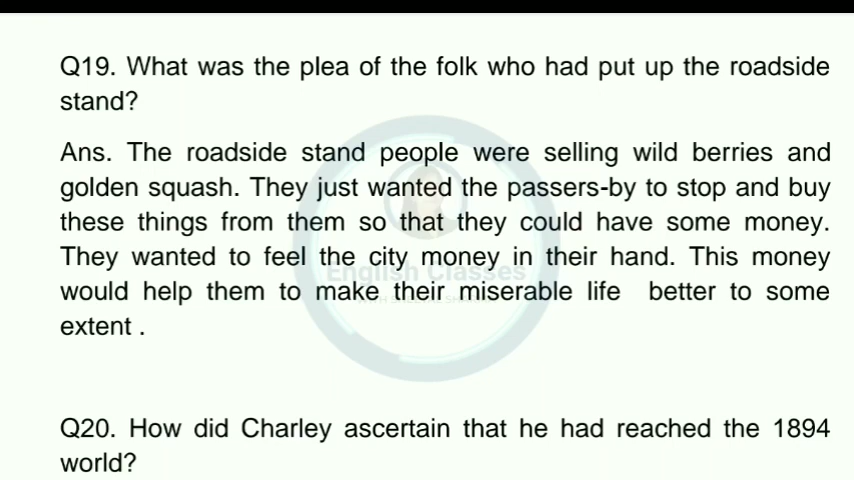 Q19. What was the plea of the folk who had put up the roadside
stand?
Ans. The roadside stand people were selling wild berries and
golden squash. They just wanted the passers-by to stop and buy
these things from them so that they could have some money.
They wanted to feel the city money in their hand. This money
English Classes
would help them to make their miserable life better to some
extent .
Q20. How did Charley ascertain that he had reached the 1894
world?